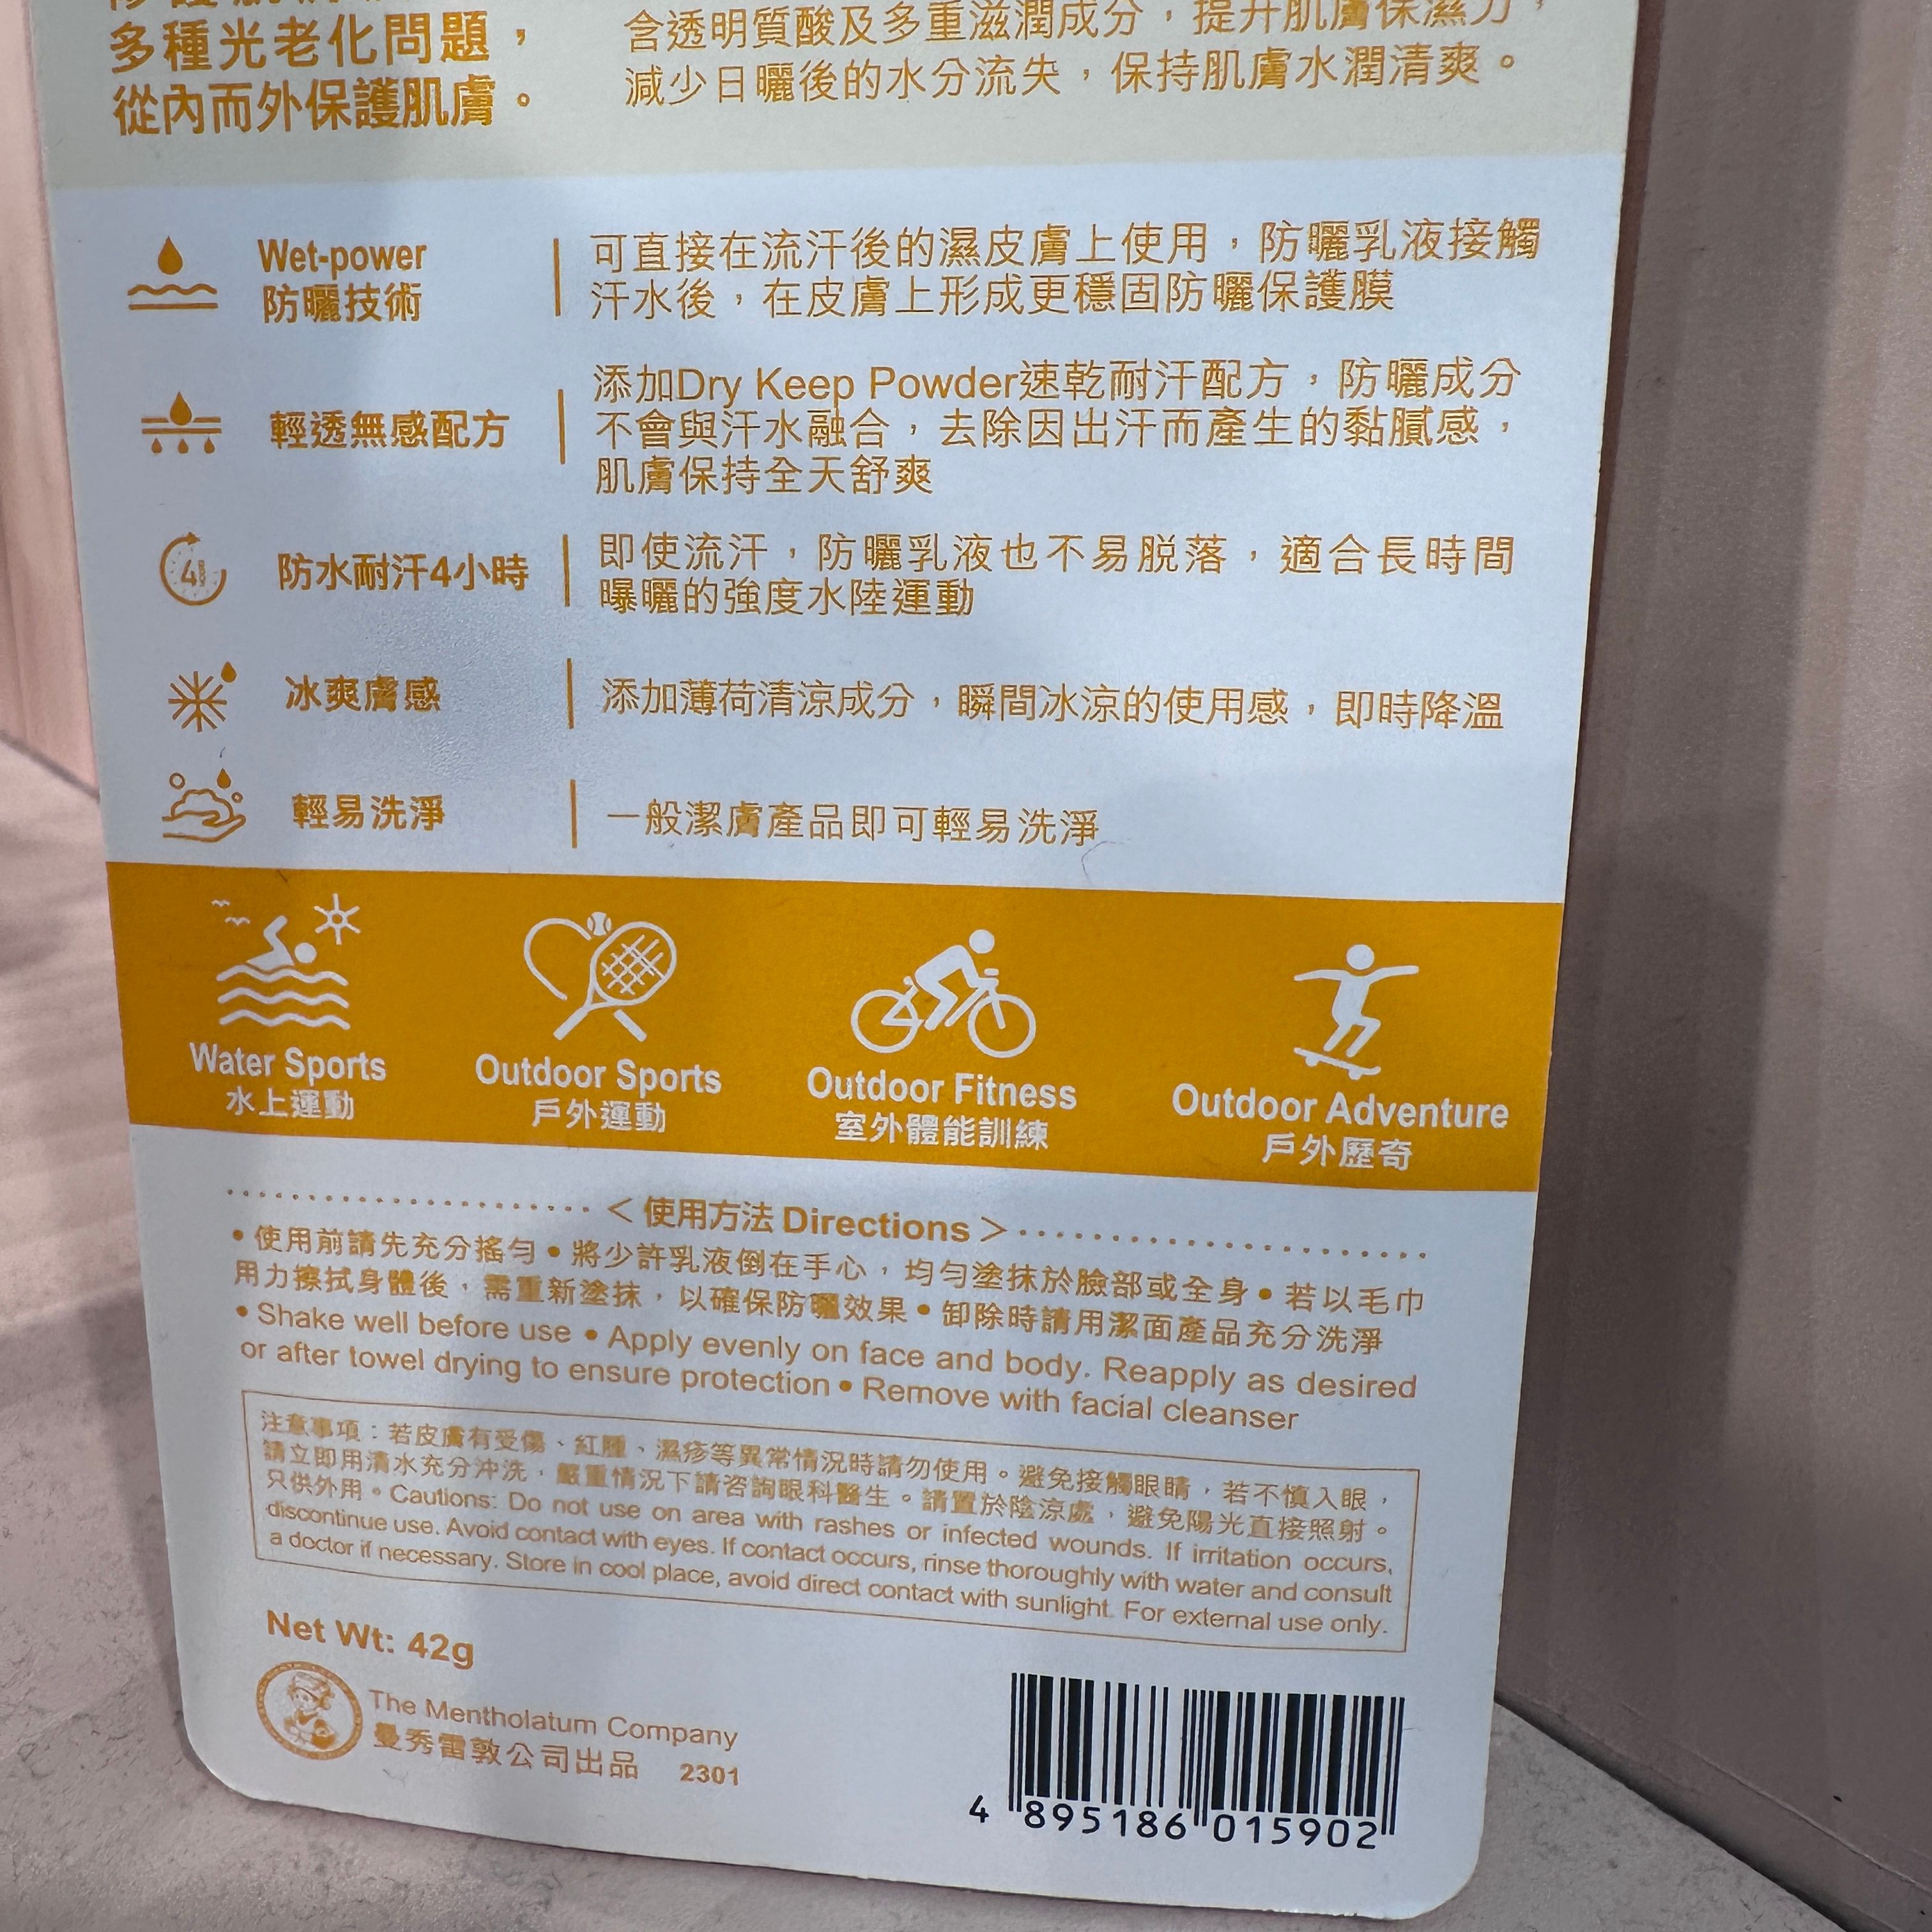 多種光老化問題，
從內而外保護肌膚。
含透明質酸及多重滋潤成分，提升肌膚保濕力，
減少日曬後的水分流失，保持肌膚水潤清爽。
Wet-power
防曬技術
可直接在流汗後的濕皮膚上使用，防曬乳液接觸
汗水後，在皮膚上形成更穩固防曬保護膜
輕透無感配方
添加Dry Keep Powder速乾耐汗配方，防曬成分
不會與汗水融合，去除因出汗而產生的黏膩感，
肌膚保持全天舒爽
防水耐汗4小時
即使流汗，防曬乳液也不易脱落，適合長時間
曝曬的強度水陸運動
冰爽膚感
添加薄荷清涼成分，瞬間冰涼的使用感，即時降溫
輕易洗淨
一般潔膚產品即可輕易洗淨
Water Sports
水上運動
Outdoor Sports
戶外運動
Outdoor Fitness
室外體能訓練
Outdoor Adventure
戶外歷奇
＜使用方法 Directions＞
• 使用前請先充分搖勻 • 將少許乳液倒在手心，均勻塗抹於臉部或全身 • 若以毛巾
用力擦拭身體後，需重新塗抹，以確保防曬效果 • 卸除時請用潔面產品充分洗淨
• Shake well before use • Apply evenly on face and body. Reapply as desired
or after towel drying to ensure protection • Remove with facial cleanser
注意事項：若皮膚有受傷、紅腫、濕疹等異常情況時請勿使用。避免接觸眼睛，若不慎入眼，
請立即用清水充分沖洗，嚴重情況下請咨詢眼科醫生。請置於陰涼處，避免陽光直接照射。
只供外用。Cautions: Do not use on area with rashes or infected wounds. If irritation occurs,
discontinue use. Avoid contact with eyes. If contact occurs, rinse thoroughly with water and consult
a doctor if necessary. Store in cool place, avoid direct contact with sunlight. For external use only.
Net Wt: 42g
The Mentholatum Company
曼秀雷敦公司出品 2301
4 895186 015902